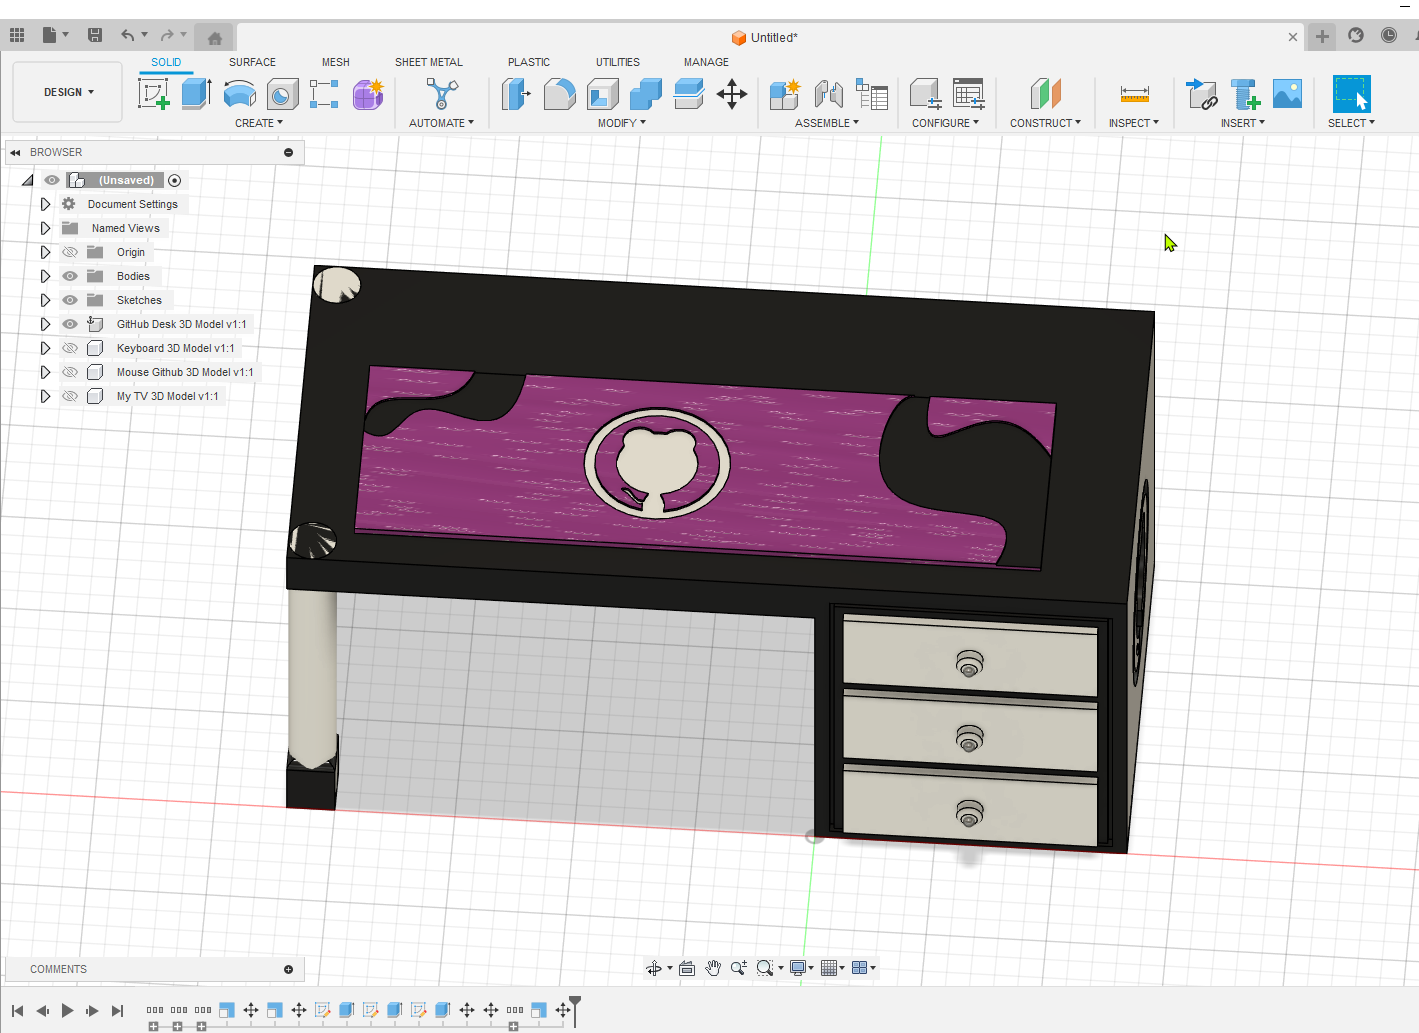 Untitled*
SOLID SURFACE MESH SHEET METAL PLASTIC UTILITIES MANAGE
DESIGN
CREATE AUTOMATE MODIFY ASSEMBLE CONFIGURE CONSTRUCT INSPECT INSERT SELECT
BROWSER
(Unsaved)
Document Settings
Named Views
Origin
Bodies
Sketches
GitHub Desk 3D Model v1:1
Keyboard 3D Model v1:1
Mouse Github 3D Model v1:1
My TV 3D Model v1:1
COMMENTS